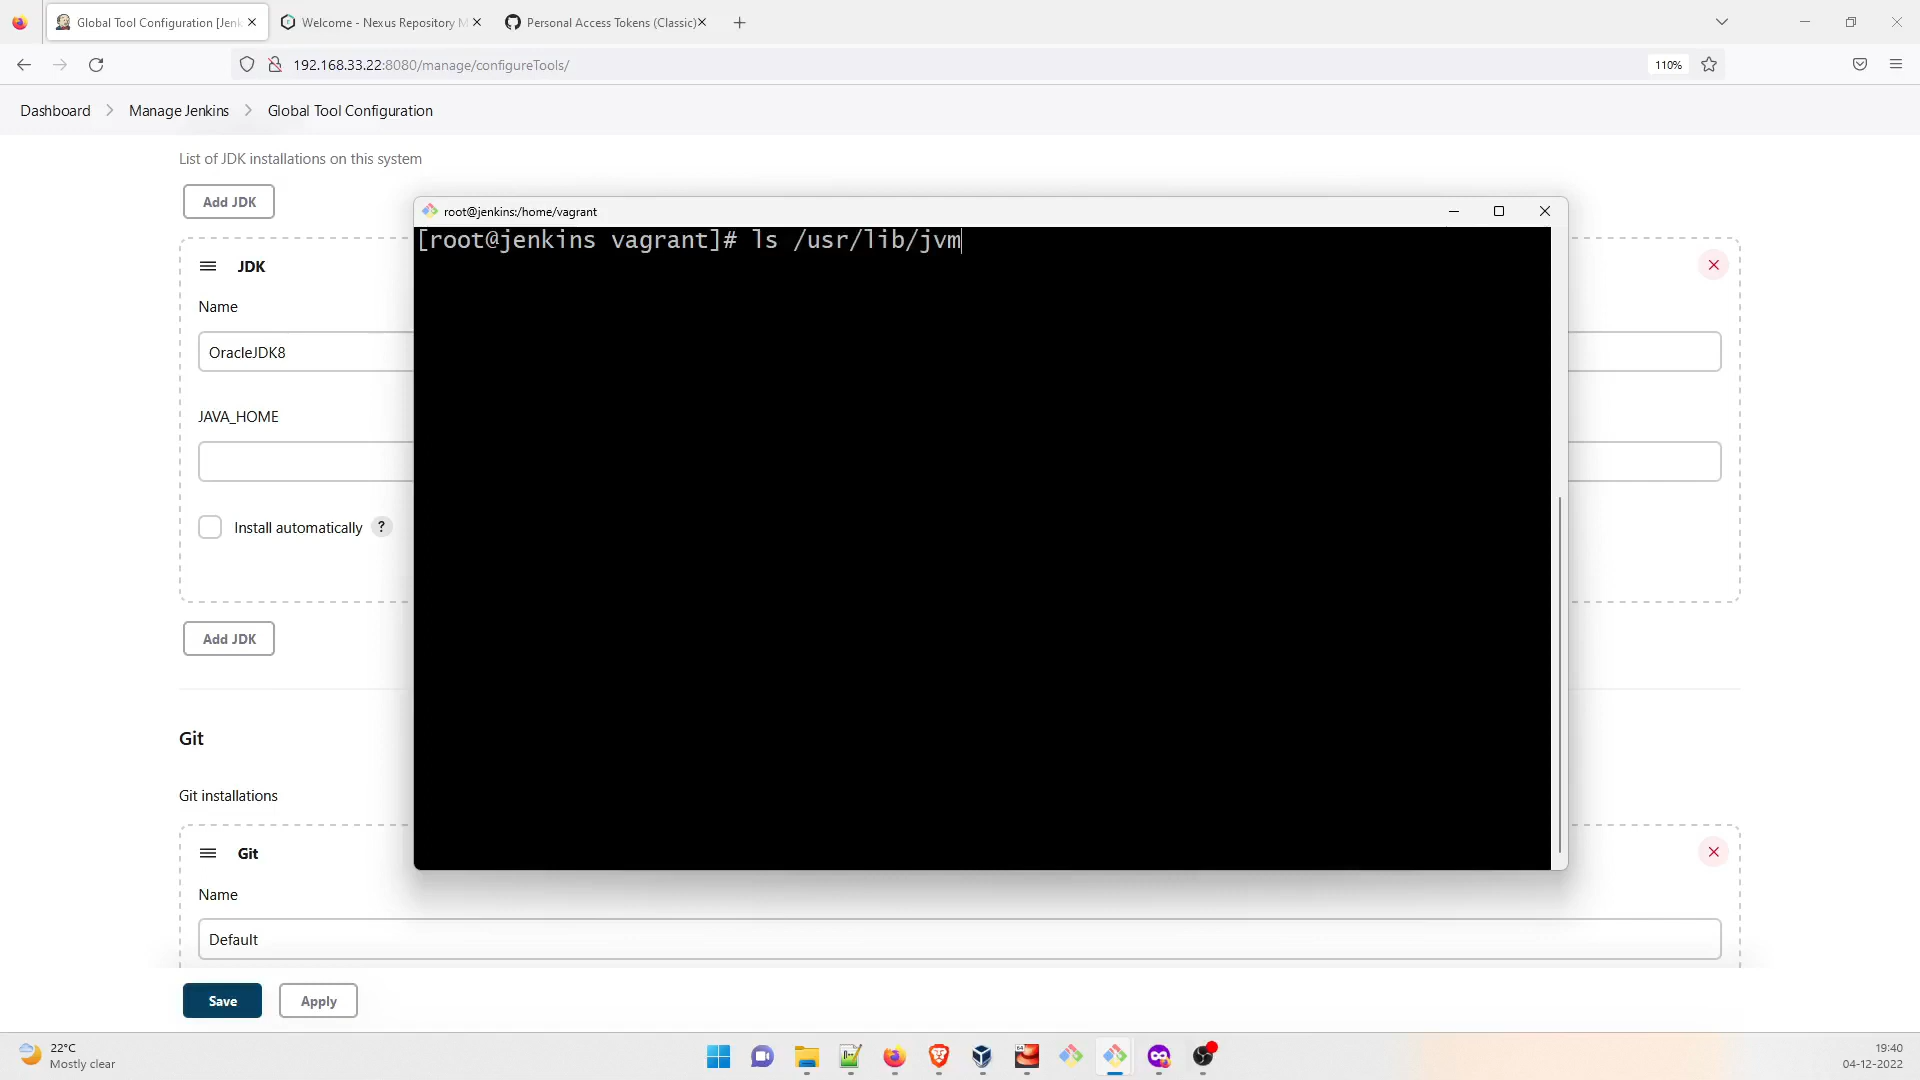 Global Tool Configuration [Jenk
Welcome - Nexus Repository M
Personal Access Tokens (Classic)
192.168.33.22:8080/manage/configureTools/
110%
Dashboard
Manage Jenkins
Global Tool Configuration
List of JDK installations on this system
Add JDK
root@jenkins:/home/vagrant
[root@jenkins vagrant]# ls /usr/lib/jvm
JDK
Name
OracleJDK8
JAVA_HOME
Install automatically ?
Add JDK
Git
Git installations
Git
Name
Default
Save
Apply
22°C
Mostly clear
19:40
04-12-2022